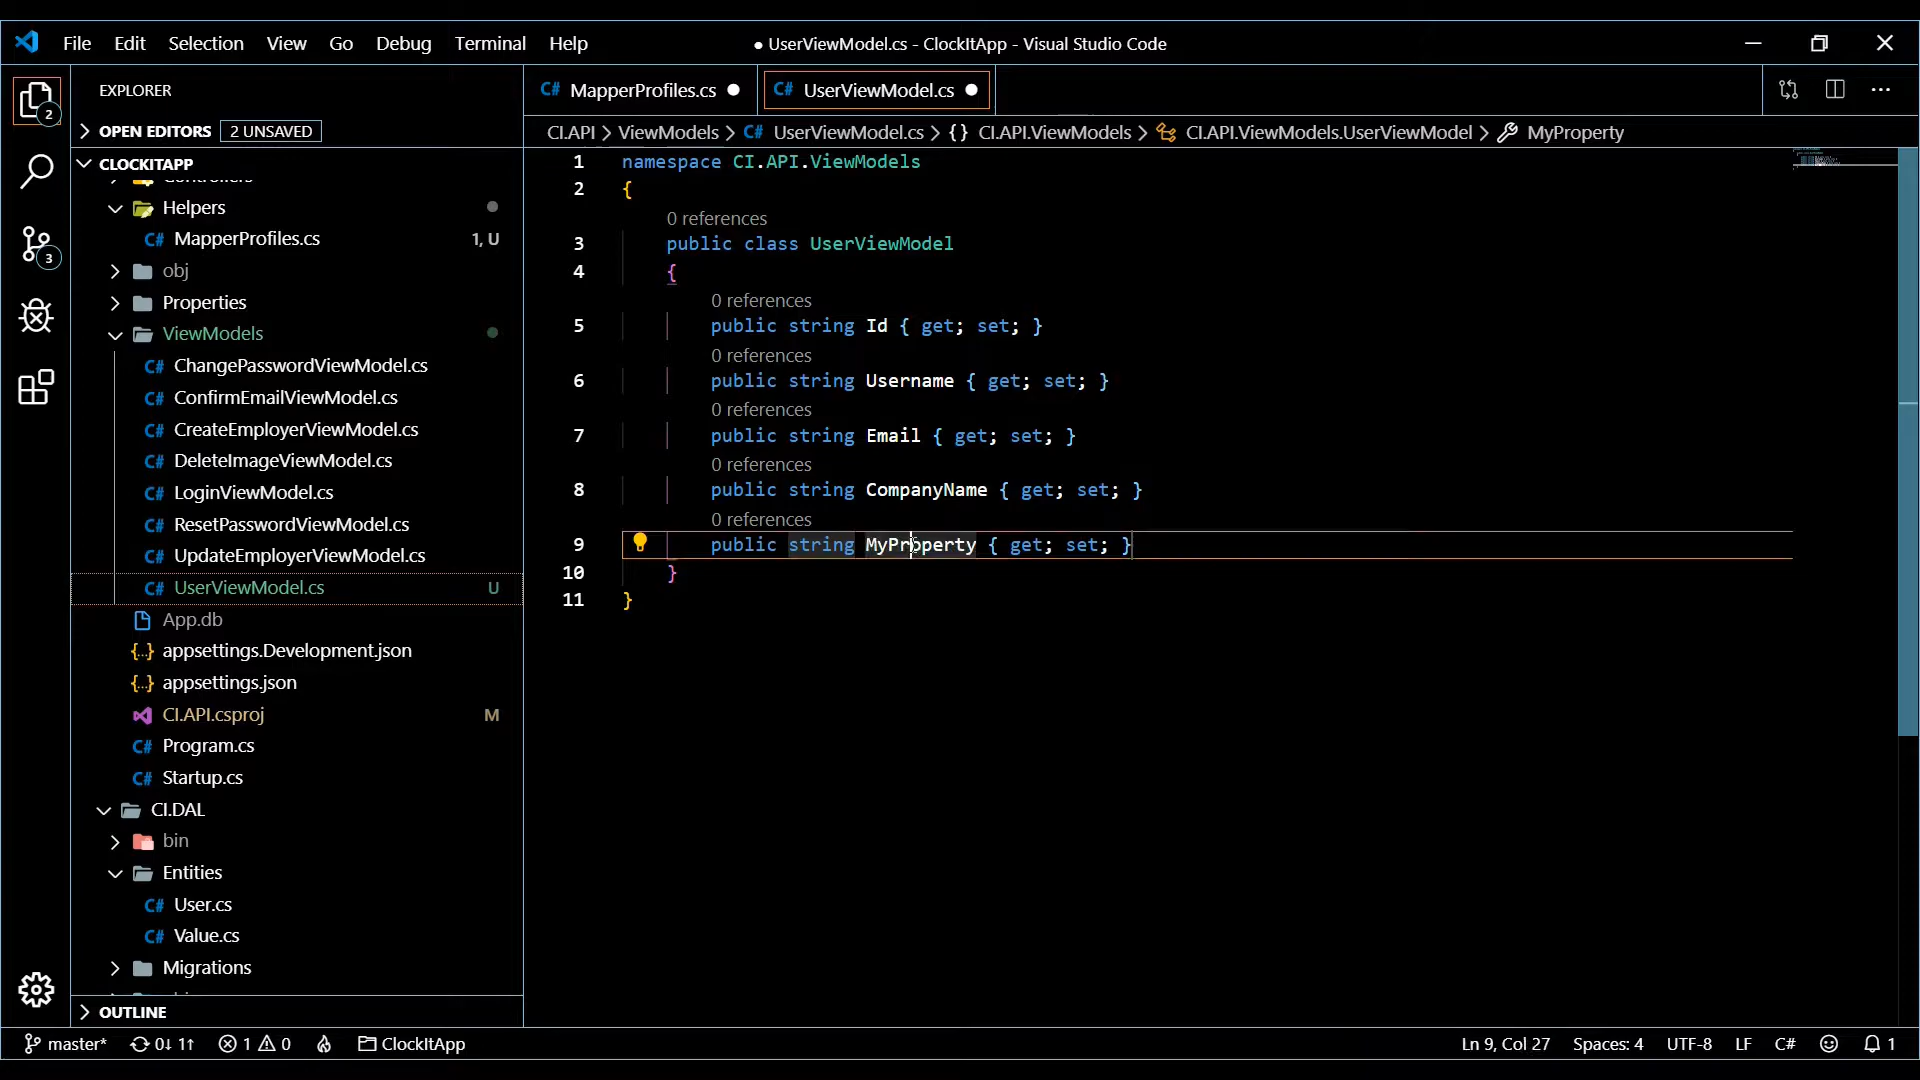 File Edit Selection View Go Debug Terminal Help
● UserViewModel.cs - ClockItApp - Visual Studio Code
2
3
EXPLORER
OPEN EDITORS 2 UNSAVED
CLOCKITAPP
Controllers
Helpers
MapperProfiles.cs 1, U
obj
Properties
ViewModels
ChangePasswordViewModel.cs
ConfirmEmailViewModel.cs
CreateEmployerViewModel.cs
DeleteImageViewModel.cs
LoginViewModel.cs
ResetPasswordViewModel.cs
UpdateEmployerViewModel.cs
UserViewModel.cs U
App.db
appsettings.Development.json
appsettings.json
CI.API.csproj M
Program.cs
Startup.cs
CI.DAL
bin
Entities
User.cs
Value.cs
Migrations
OUTLINE
MapperProfiles.cs ● UserViewModel.cs ●
CI.API > ViewModels > UserViewModel.cs > {} CI.API.ViewModels > CI.API.ViewModels.UserViewModel > MyProperty
1 namespace CI.API.ViewModels
2 {
0 references
3 public class UserViewModel
4 {
0 references
5 public string Id { get; set; }
0 references
6 public string Username { get; set; }
0 references
7 public string Email { get; set; }
0 references
8 public string CompanyName { get; set; }
0 references
9 public string MyProperty { get; set; }
10 }
11 }
master* 0↓ 1↑ 1 0 ClockItApp
Ln 9, Col 27 Spaces: 4 UTF-8 LF C# 1